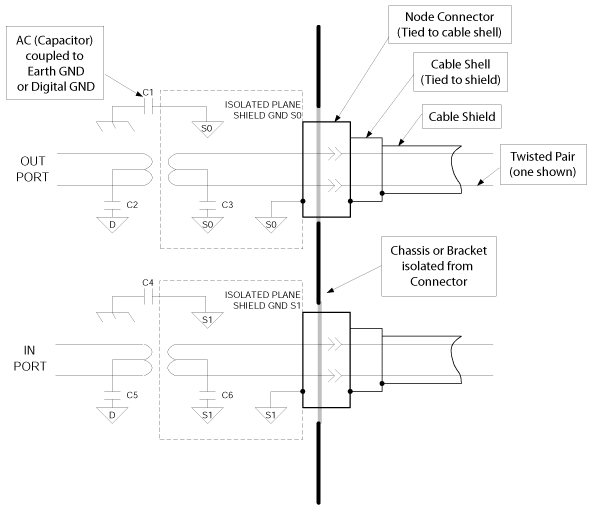 Node Connector
(Tied to cable shell)
AC (Capacitor)
coupled to
Earth GND
or Digital GND
Cable Shell
(Tied to shield)
C1
ISOLATED PLANE
SHIELD GND S0
Cable Shield
S0
OUT
PORT
Twisted Pair
(one shown)
C2
C3
D
S0
S0
Chassis or Bracket
isolated from
Connector
C4
ISOLATED PLANE
SHIELD GND S1
S1
IN
PORT
C5
C6
D
S1
S1